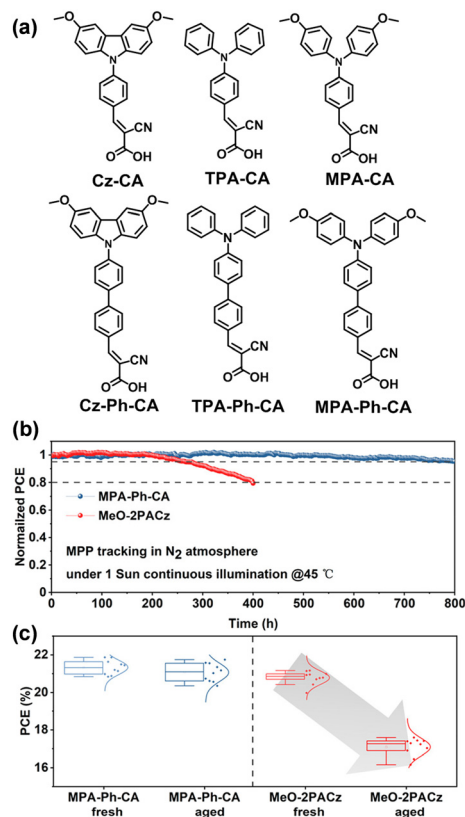 (a)
O O
N
CN
O OH
Cz-CA
N
CN
O OH
TPA-CA
O O
N
CN
O OH
MPA-CA
O O
N
CN
O OH
Cz-Ph-CA
N
CN
O OH
TPA-Ph-CA
O O
N
CN
O OH
MPA-Ph-CA
(b)
Normailzed PCE
1
0.8
0.6
0.4
0.2
0
MPA-Ph-CA
MeO-2PACz
MPP tracking in N2 atmosphere
under 1 Sun continuous illumination @45 ℃
0 100 200 300 400 500 600 700 800
Time (h)
(c)
PCE (%)
22
20
18
16
MPA-Ph-CA
fresh
MPA-Ph-CA
aged
MeO-2PACz
fresh
MeO-2PACz
aged